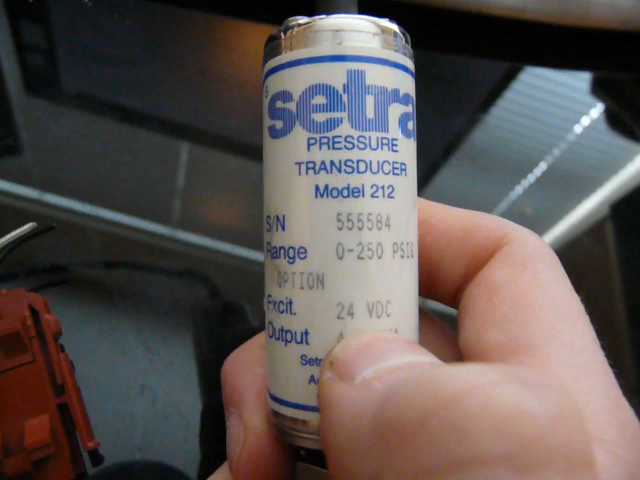 setra
PRESSURE
TRANSDUCER
Model 212
S/N 555584
Range 0-250 PSIG
OPTION
Excit. 24 VDC
Output